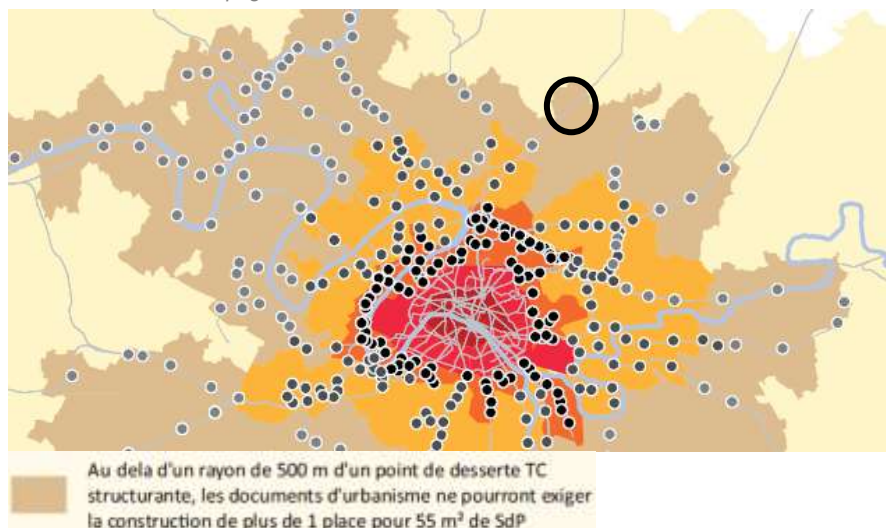 Au dela d'un rayon de 500 m d'un point de desserte TC
structurante, les documents d'urbanisme ne pourront exiger
la construction de plus de 1 place pour 55 m² de SdP